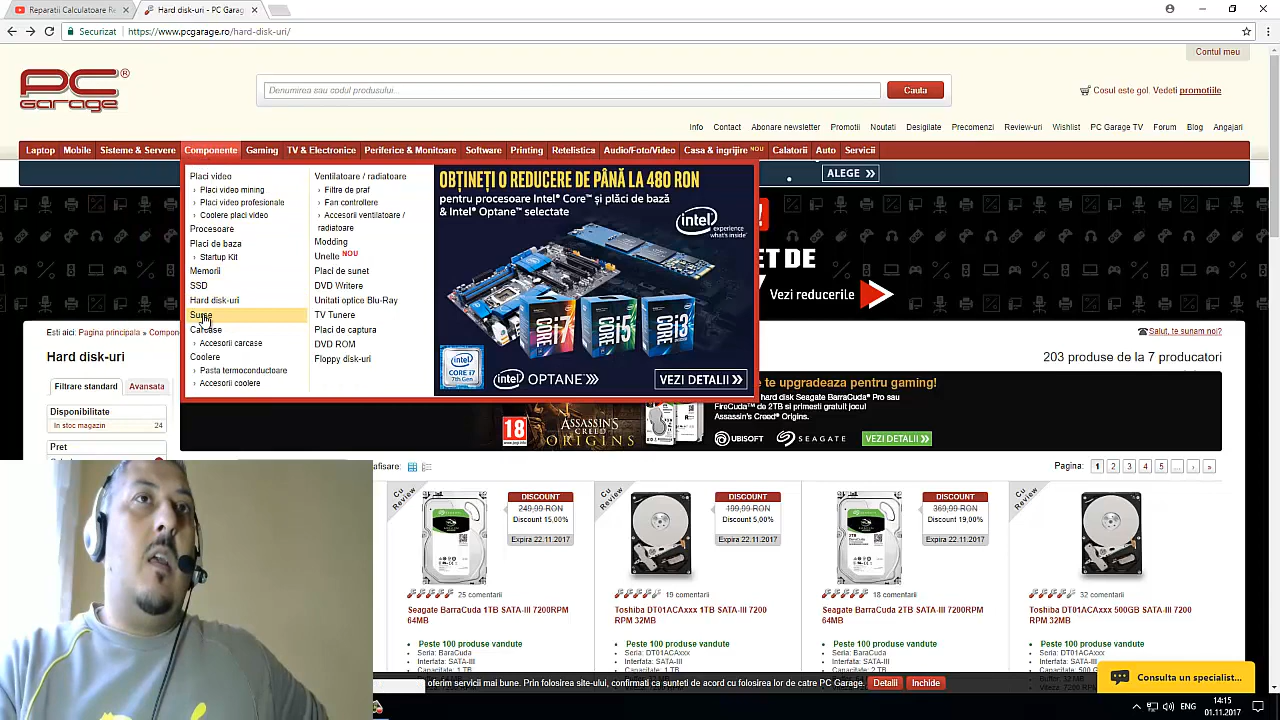 Reparatii Calculatoare Re
Hard disk-uri - PC Garag
Securizat
https://www.pcgarage.ro/hard-disk-uri/
Contul meu
PC Garage ®
Denumirea sau codul produsului...
Cauta
Cosul este gol. Vedeti promotiile
Info Contact Abonare newsletter Promotii Noutati Desigilate Precomenzi Review-uri Wishlist PC Garage TV Forum Blog Angajari
Laptop Mobile Sisteme & Servere Componente Gaming TV & Electronice Periferice & Monitoare Software Printing Retelistica Audio/Foto/Video Casa & ingrijire NOU Calatorii Auto Servicii
ALEGE
Placi video
Placi video mining
Placi video profesionale
Coolere placi video
Procesoare
Placi de baza
Startup Kit
Memorii
SSD
Hard disk-uri
Surse
Carcase
Accesorii carcase
Coolere
Pasta termoconductoare
Accesorii coolere
Ventilatoare / radiatoare
Filtre de praf
Fan controllere
Accesorii ventilatoare /
radiatoare
Modding
Unelte NOU
Placi de sunet
DVD Writere
Unitati optice Blu-Ray
TV Tunere
Placi de captura
DVD ROM
Floppy disk-uri
OBȚINEȚI O REDUCERE DE PÂNĂ LA 480 RON
pentru procesoare Intel® Core™ și plăci de bază
& Intel® Optane™ selectate
intel
experience
what's inside™
CORE i7 CORE i5 CORE i3
intel
CORE i7
7th Gen
intel OPTANE
VEZI DETALII
!
ET DE
Vezi reducerile
Esti aici: Pagina principala » Compon
Salut, te sunam noi?
Hard disk-uri
203 produse de la 7 producatori
Filtrare standard Avansata
Disponibilitate
In stoc magazin 24
Pret
te upgradeaza pentru gaming!
hard disk Seagate BarraCuda® Pro sau
FireCuda™ de 2TB si primesti gratuit jocul
Assassin's Creed® Origins.
18
www.pegi.info
ASSASSIN'S
CREED
ORIGINS
UBISOFT
SEAGATE
VEZI DETALII
afisare:
Pagina: 1 2 3 4 5 ... › »
Cu Review
DISCOUNT
249,99 RON
Discount 15,00%
Expira 22.11.2017
25 comentarii
Seagate BarraCuda 1TB SATA-III 7200RPM
64MB
Peste 100 produse vandute
Seria: BaraCuda
Interfata: SATA-III
Capacitate: 1 TB
Cu Review
DISCOUNT
199,99 RON
Discount 5,00%
Expira 22.11.2017
19 comentarii
Toshiba DT01ACAxxx 1TB SATA-III 7200
RPM 32MB
Peste 100 produse vandute
Seria: DT01ACAxxx
Interfata: SATA-III
Capacitate: 1 TB
Cu Review
DISCOUNT
369,99 RON
Discount 19,00%
Expira 22.11.2017
18 comentarii
Seagate BarraCuda 2TB SATA-III 7200RPM
64MB
Peste 100 produse vandute
Seria: BaraCuda
Interfata: SATA-III
Capacitate: 2 TB
Cu Review
32 comentarii
Toshiba DT01ACAxxx 500GB SATA-III 7200
RPM 32MB
Peste 100 produse vandute
Seria: DT01ACAxxx
Interfata: SATA-III
Capacitate: 500
oferim servicii mai bune. Prin folosirea site-ului, confirmati ca sunteti de acord cu folosirea lor de catre PC Garage. Detalii Inchide
Consulta un specialist...
ENG
14:15
01.11.2017